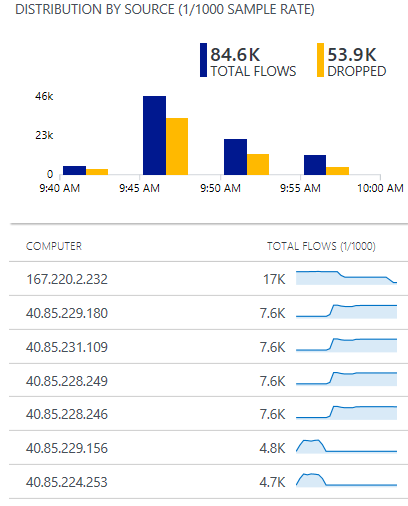 DISTRIBUTION BY SOURCE (1/1000 SAMPLE RATE)
84.6K 53.9K
TOTAL FLOWS DROPPED
46k
23k
0
9:40 AM 9:45 AM 9:50 AM 9:55 AM 10:00 AM
COMPUTER TOTAL FLOWS (1/1000)
167.220.2.232 17K
40.85.229.180 7.6K
40.85.231.109 7.6K
40.85.228.249 7.6K
40.85.228.246 7.6K
40.85.229.156 4.8K
40.85.224.253 4.7K